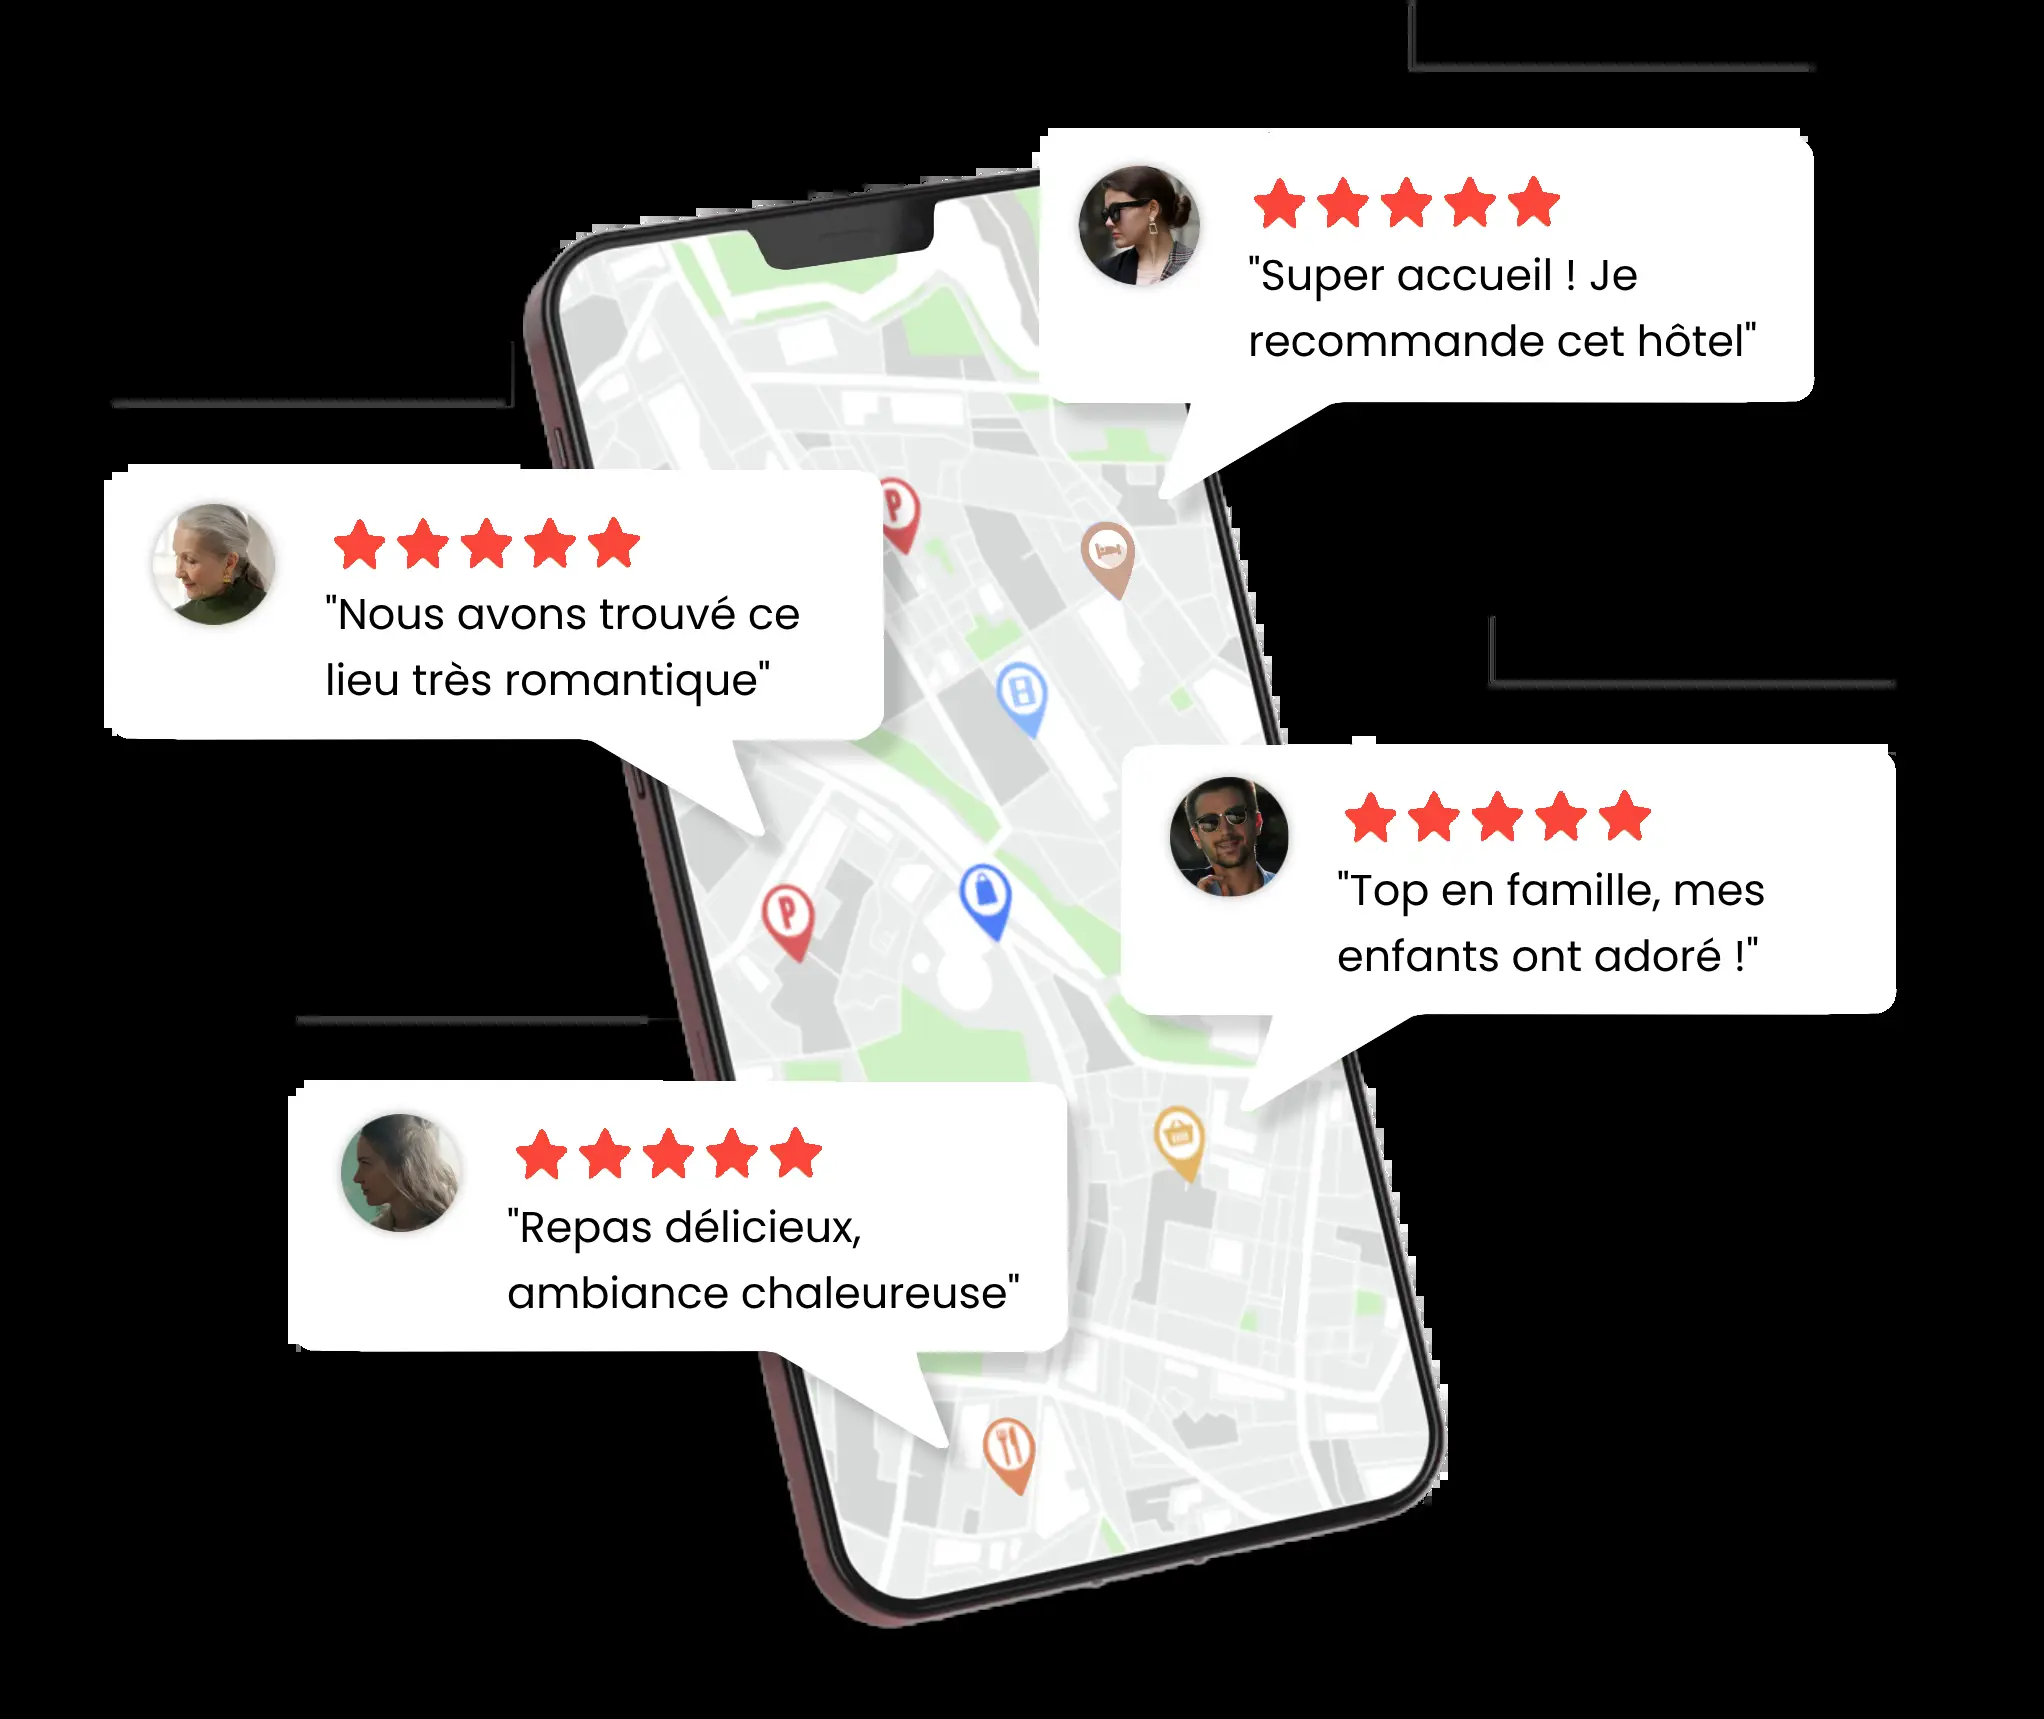 "Super accueil ! Je
recommande cet hôtel"
"Nous avons trouvé ce
lieu très romantique"
P
"Top en famille, mes
enfants ont adoré !"
P
"Repas délicieux,
ambiance chaleureuse"